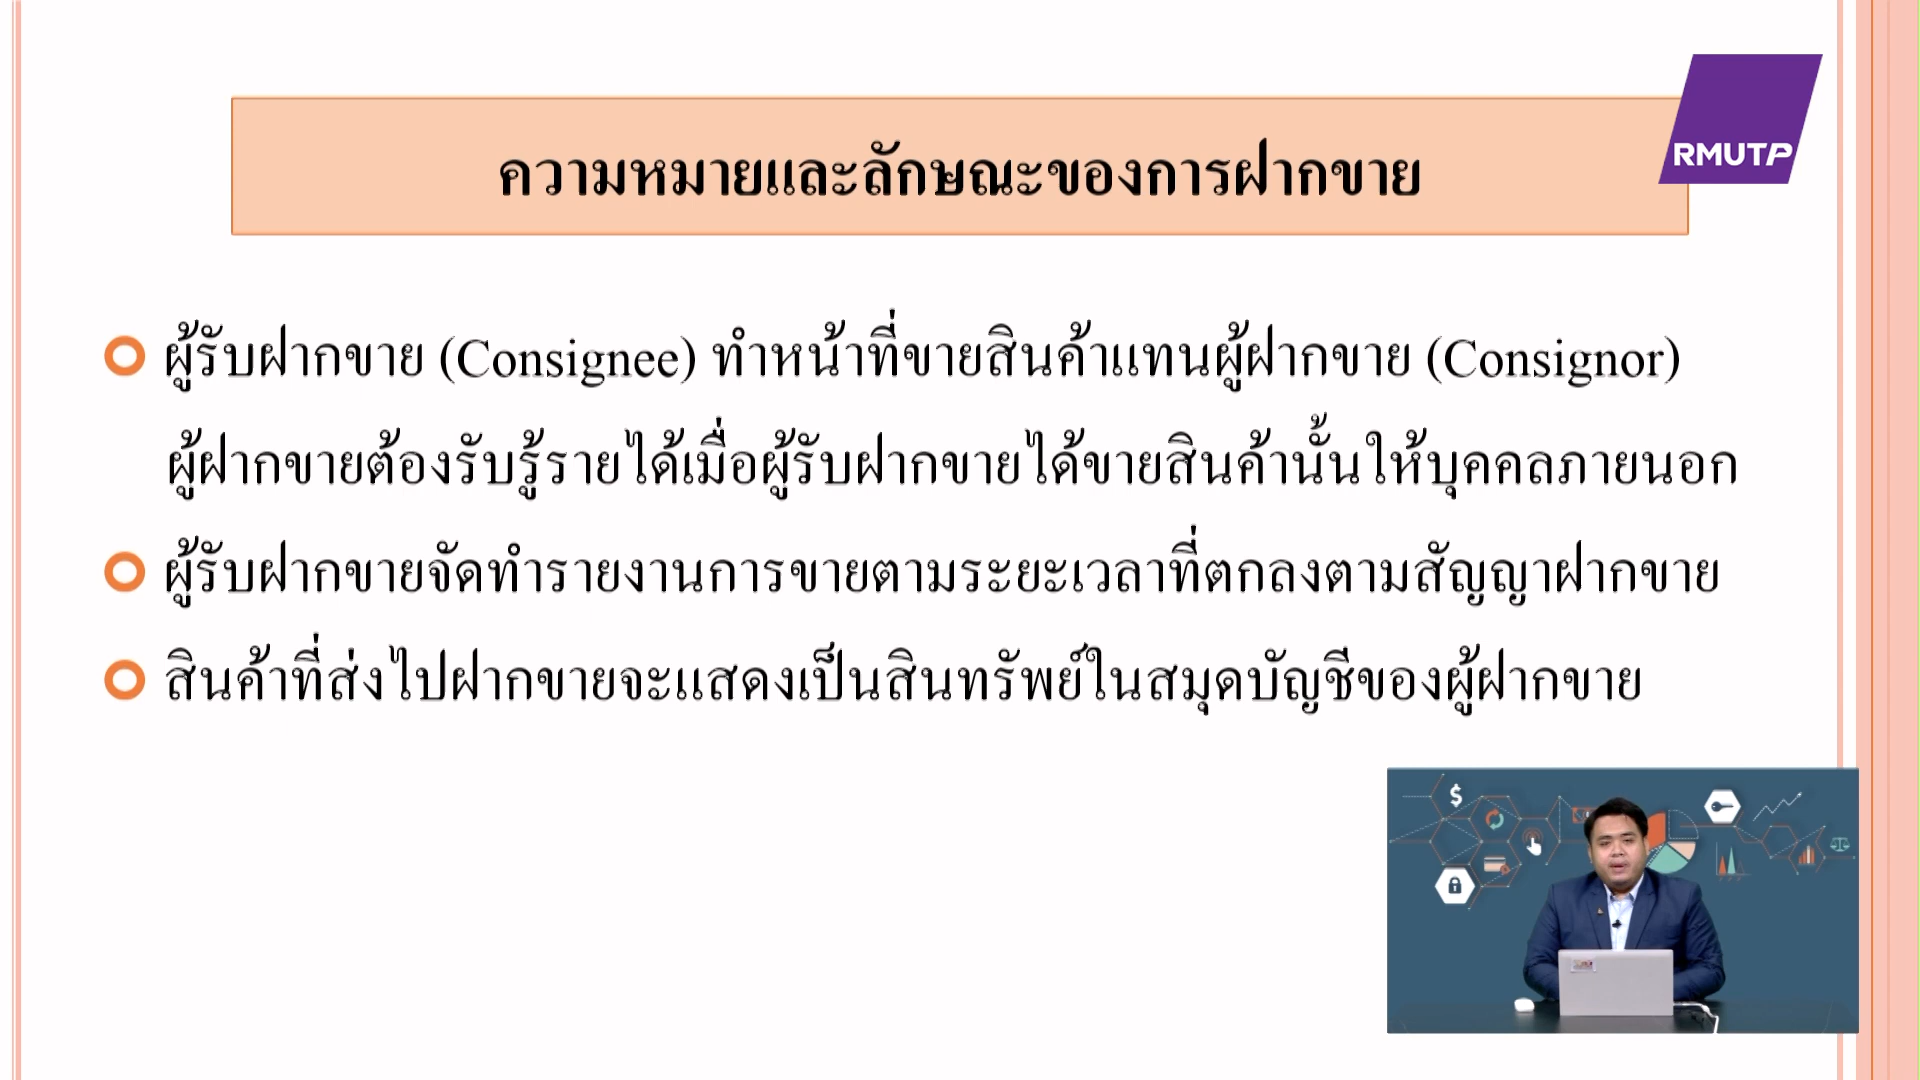 RMUTP
ความหมายและลักษณะของการฝากขาย
ผู้รับฝากขาย (Consignee) ทำหน้าที่ขายสินค้าแทนผู้ฝากขาย (Consignor)
ผู้ฝากขายต้องรับรู้รายได้เมื่อผู้รับฝากขายได้ขายสินค้านั้นให้บุคคลภายนอก
ผู้รับฝากขายจัดทำรายงานการขายตามระยะเวลาที่ตกลงตามสัญญาฝากขาย
สินค้าที่ส่งไปฝากขายจะแสดงเป็นสินทรัพย์ในสมุดบัญชีของผู้ฝากขาย
$